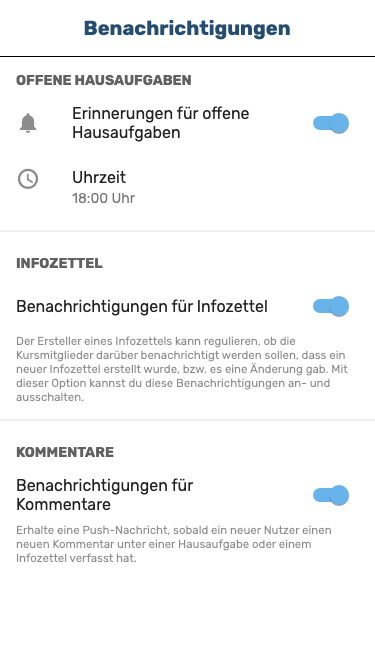 Benachrichtigungen
OFFENE HAUSAUFGABEN
Erinnerungen für offene
Hausaufgaben
Uhrzeit
18:00 Uhr
INFOZETTEL
Benachrichtigungen für Infozettel
Der Ersteller eines Infozettels kann regulieren, ob die
Kursmitglieder darüber benachrichtigt werden sollen, dass ein
neuer Infozettel erstellt wurde, bzw. es eine Änderung gab. Mit
dieser Option kannst du diese Benachrichtigungen an- und
ausschalten.
KOMMENTARE
Benachrichtigungen für
Kommentare
Erhalte eine Push-Nachricht, sobald ein neuer Nutzer einen
neuen Kommentar unter einer Hausaufgabe oder einem
Infozettel verfasst hat.